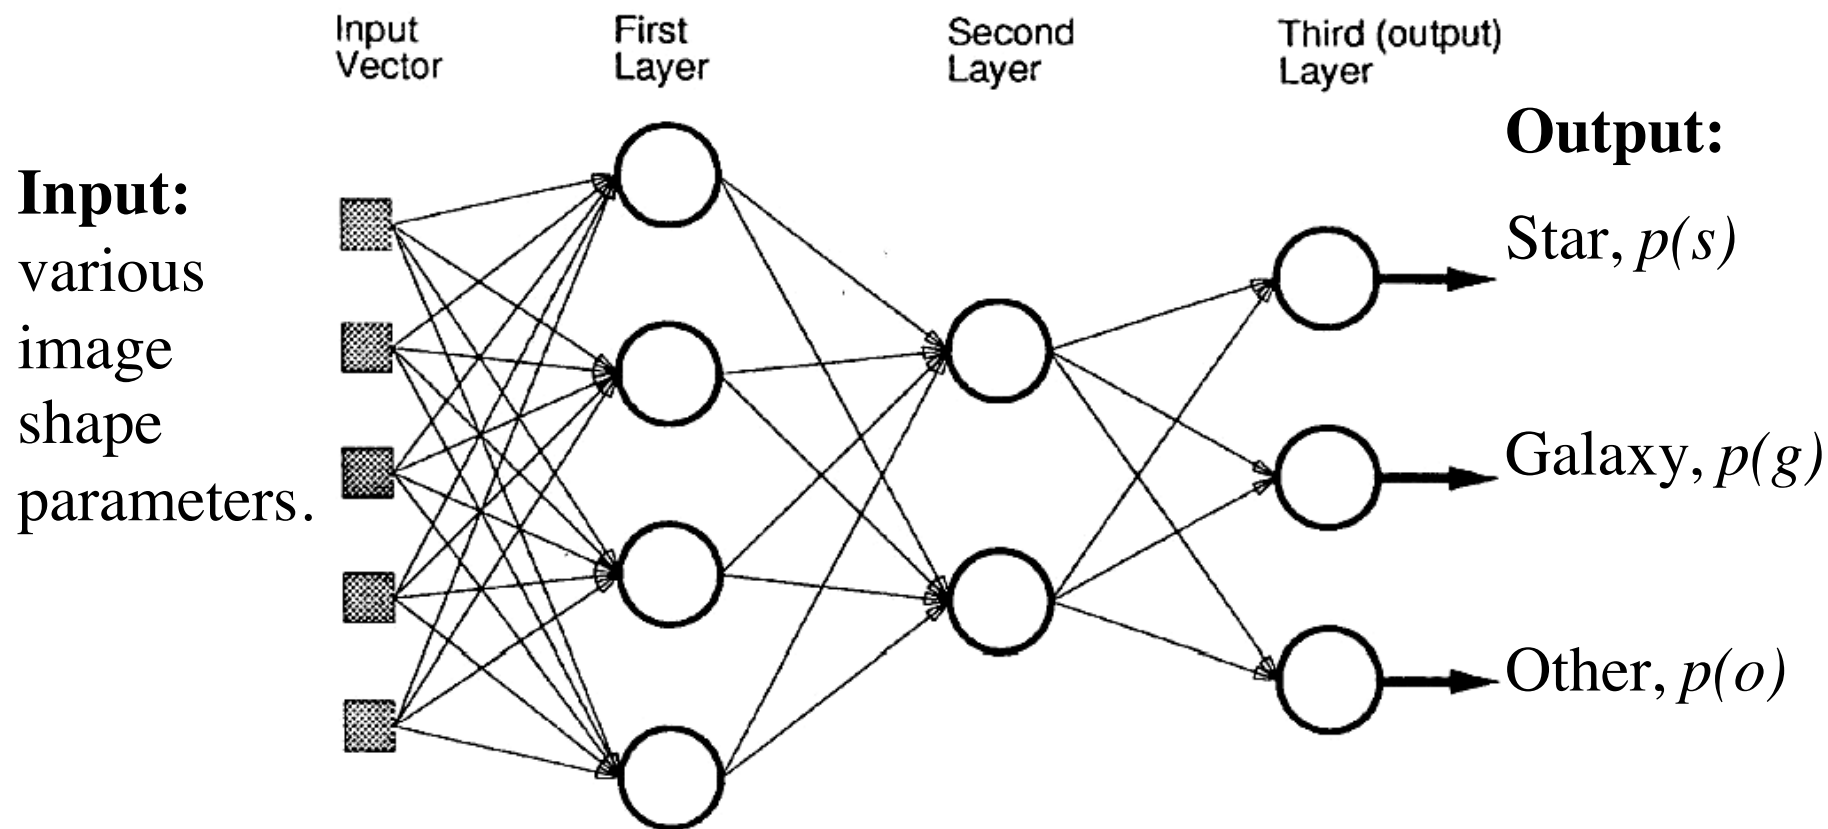 Input
Vector
First
Layer
Second
Layer
Third (output)
Layer
Input:
various
image
shape
parameters.
Output:
Star, p(s)
Galaxy, p(g)
Other, p(o)